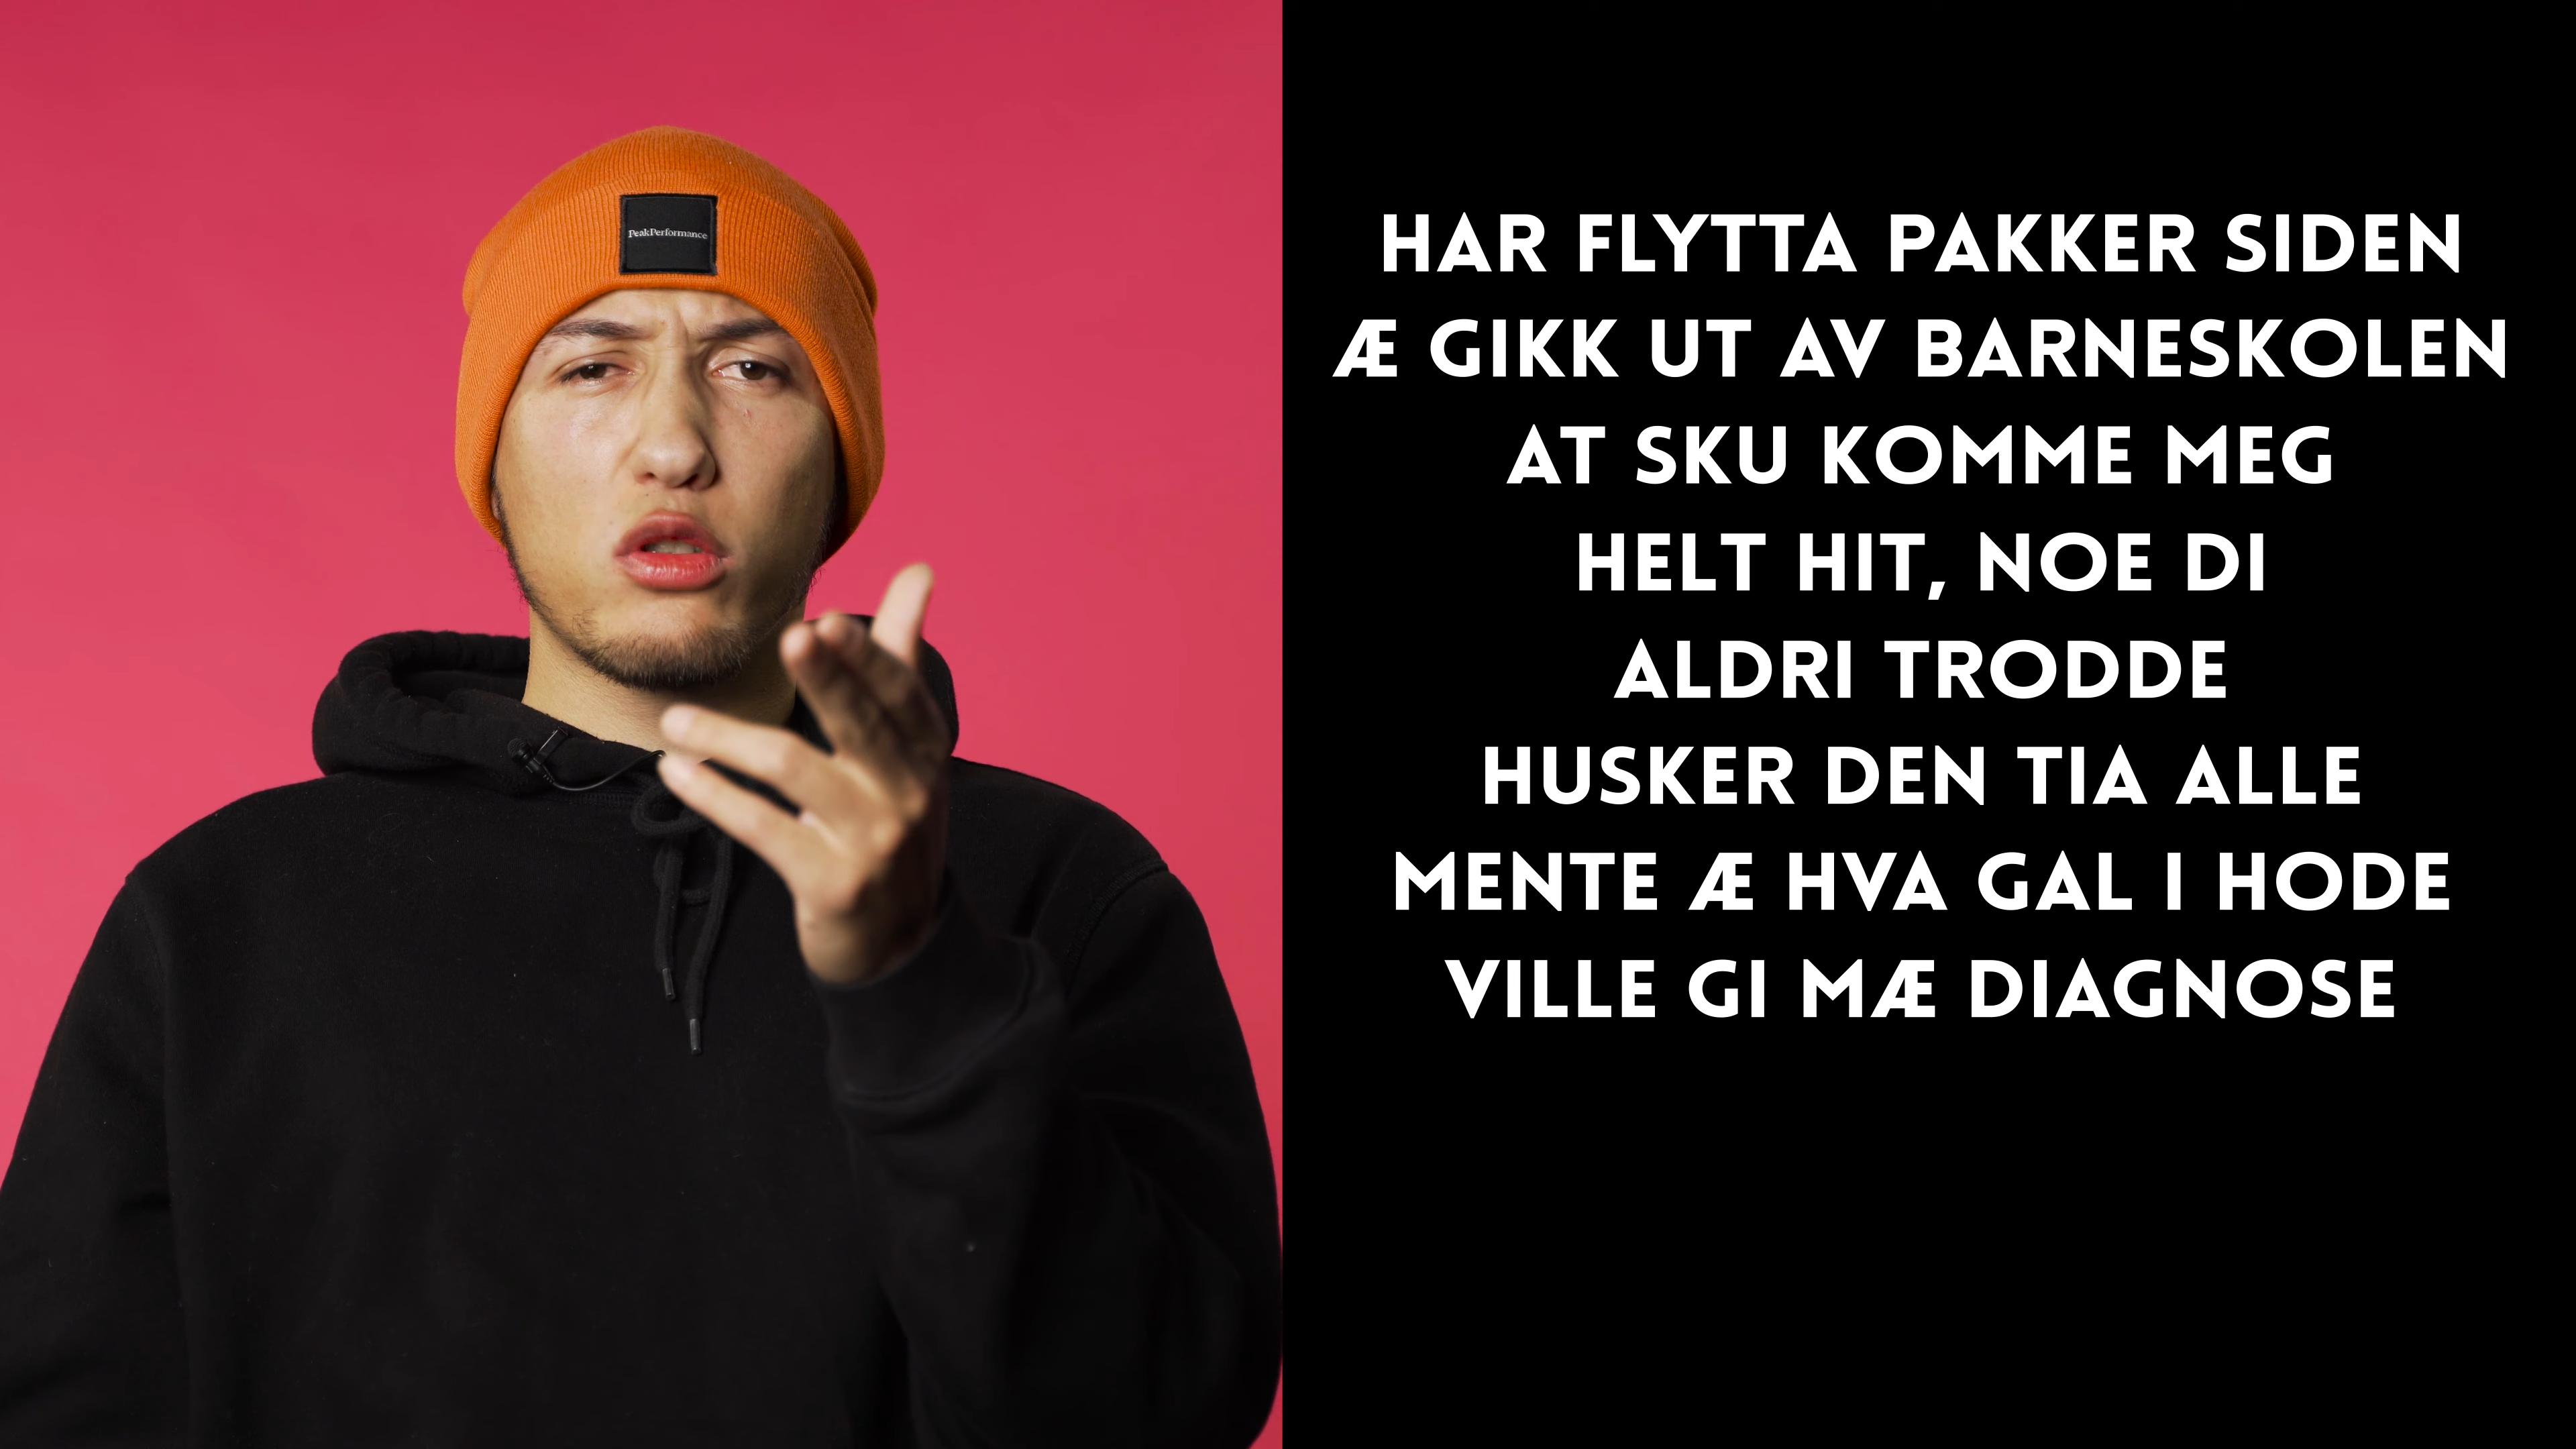 PeakPerformance
HAR FLYTTA PAKKER SIDEN
Æ GIKK UT AV BARNESKOLEN
AT SKU KOMME MEG
HELT HIT, NOE DI
ALDRI TRODDE
HUSKER DEN TIA ALLE
MENTE Æ HVA GAL I HODE
VILLE GI MÆ DIAGNOSE